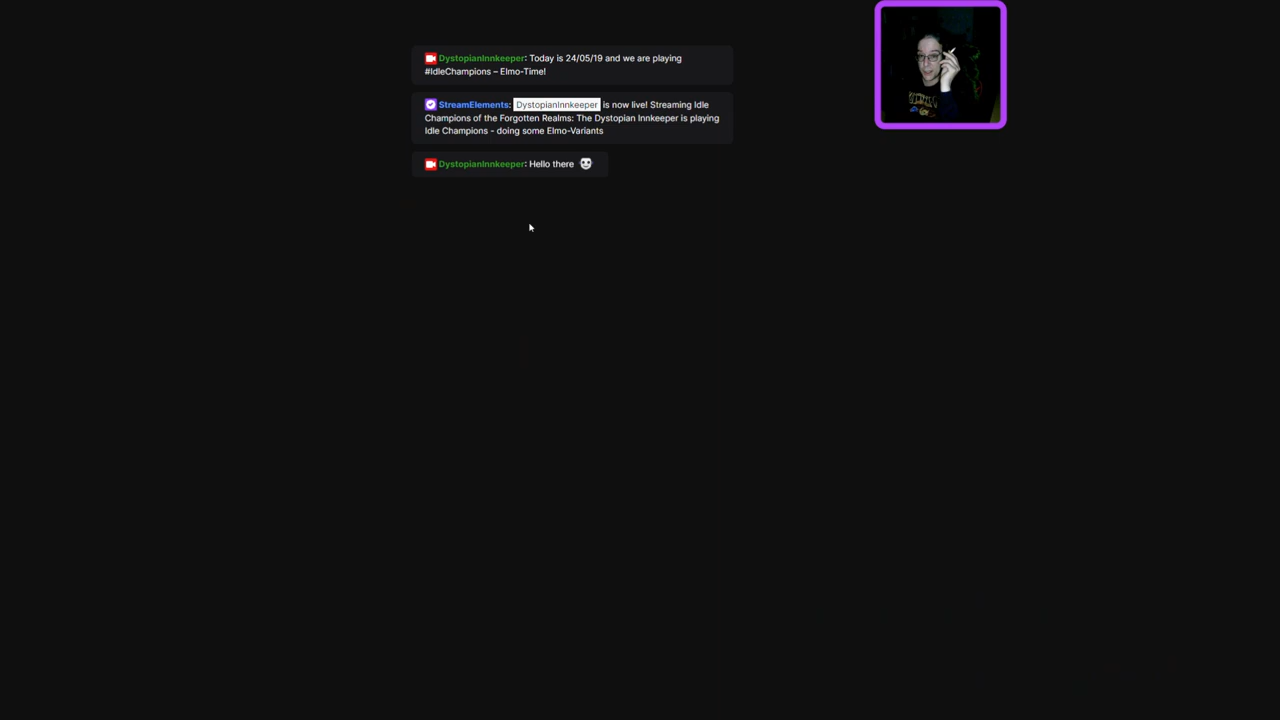 DystopianInnkeeper: Today is 24/05/19 and we are playing
#IdleChampions – Elmo-Time!
StreamElements: DystopianInnkeeper is now live! Streaming Idle
Champions of the Forgotten Realms: The Dystopian Innkeeper is playing
Idle Champions - doing some Elmo-Variants
DystopianInnkeeper: Hello there